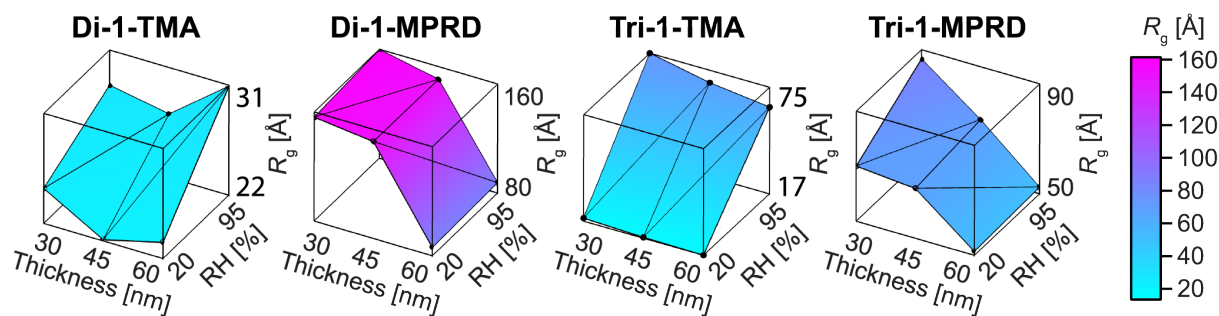 Di-1-TMA
Di-1-MPRD
Tri-1-TMA
Tri-1-MPRD
Rg [Å]
31
22
Rg [Å]
30
45
60
Thickness [nm]
20
95
RH [%]
160
80
Rg [Å]
30
45
60
Thickness [nm]
20
95
RH [%]
75
17
Rg [Å]
30
45
60
Thickness [nm]
20
95
RH [%]
90
50
Rg [Å]
30
45
60
Thickness [nm]
20
95
RH [%]
160
140
120
100
80
60
40
20